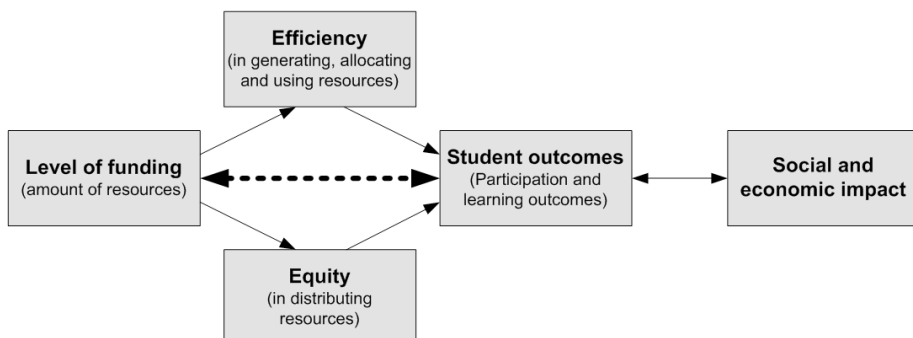 Efficiency
(in generating, allocating
and using resources)
Level of funding
(amount of resources)
Student outcomes
(Participation and
learning outcomes)
Social and
economic impact
Equity
(in distributing
resources)